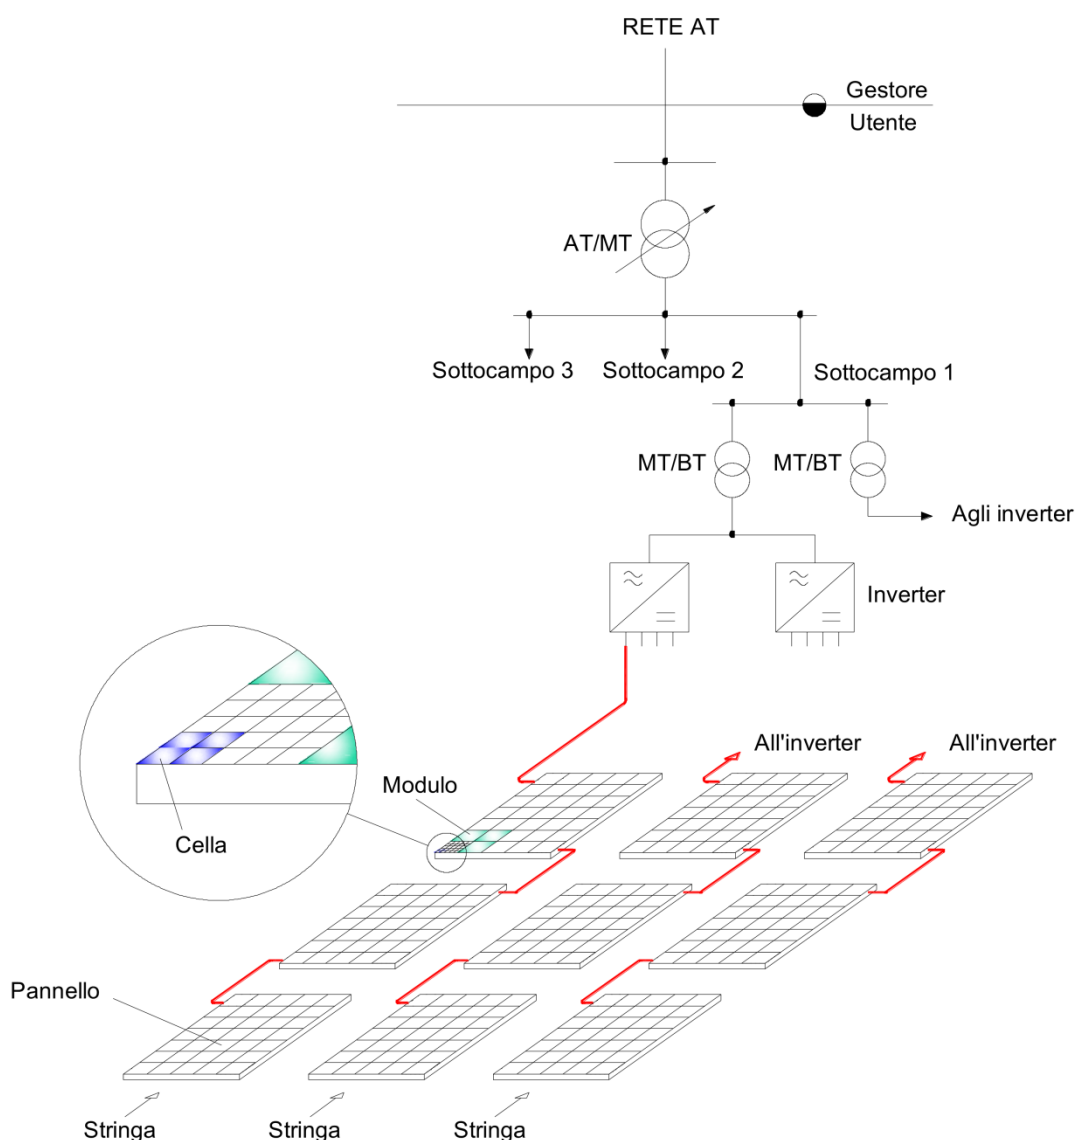 RETE AT
Gestore
Utente
AT/MT
Sottocampo 3
Sottocampo 2
Sottocampo 1
MT/BT
MT/BT
Agli inverter
Inverter
All'inverter
All'inverter
Modulo
Cella
Pannello
Stringa
Stringa
Stringa